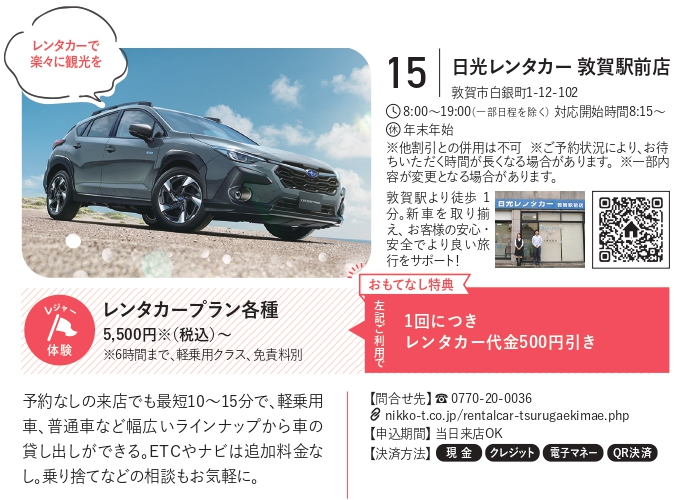 レンタカーで
楽々に観光を
15
日光レンタカー 敦賀駅前店
敦賀市白銀町1-12-102
8:00〜19:00(一部日程を除く) 対応開始時間8:15〜
休 年末年始
※他割引との併用は不可 ※ご予約状況により、お待
ちいただく時間が長くなる場合があります。 ※一部内
容が変更となる場合があります。
敦賀駅より徒歩 1
分。新車を取り揃
え、お客様の安心・
安全でより良い旅
行をサポート!
日光レンタカー 敦賀駅前店
レジャー
体験
レンタカープラン各種
5,500円※(税込)〜
※6時間まで、軽乗用クラス、免責料別
おもてなし特典
左記ご利用で
1回につき
レンタカー代金500円引き
予約なしの来店でも最短10〜15分で、軽乗用
車、普通車など幅広いラインナップから車の
貸し出しができる。ETCやナビは追加料金な
し。乗り捨てなどの相談もお気軽に。
【問合せ先】☎ 0770-20-0036
nikko-t.co.jp/rentalcar-tsurugaekimae.php
【申込期間】当日来店OK
【決済方法】 現 金 クレジット 電子マネー QR決済